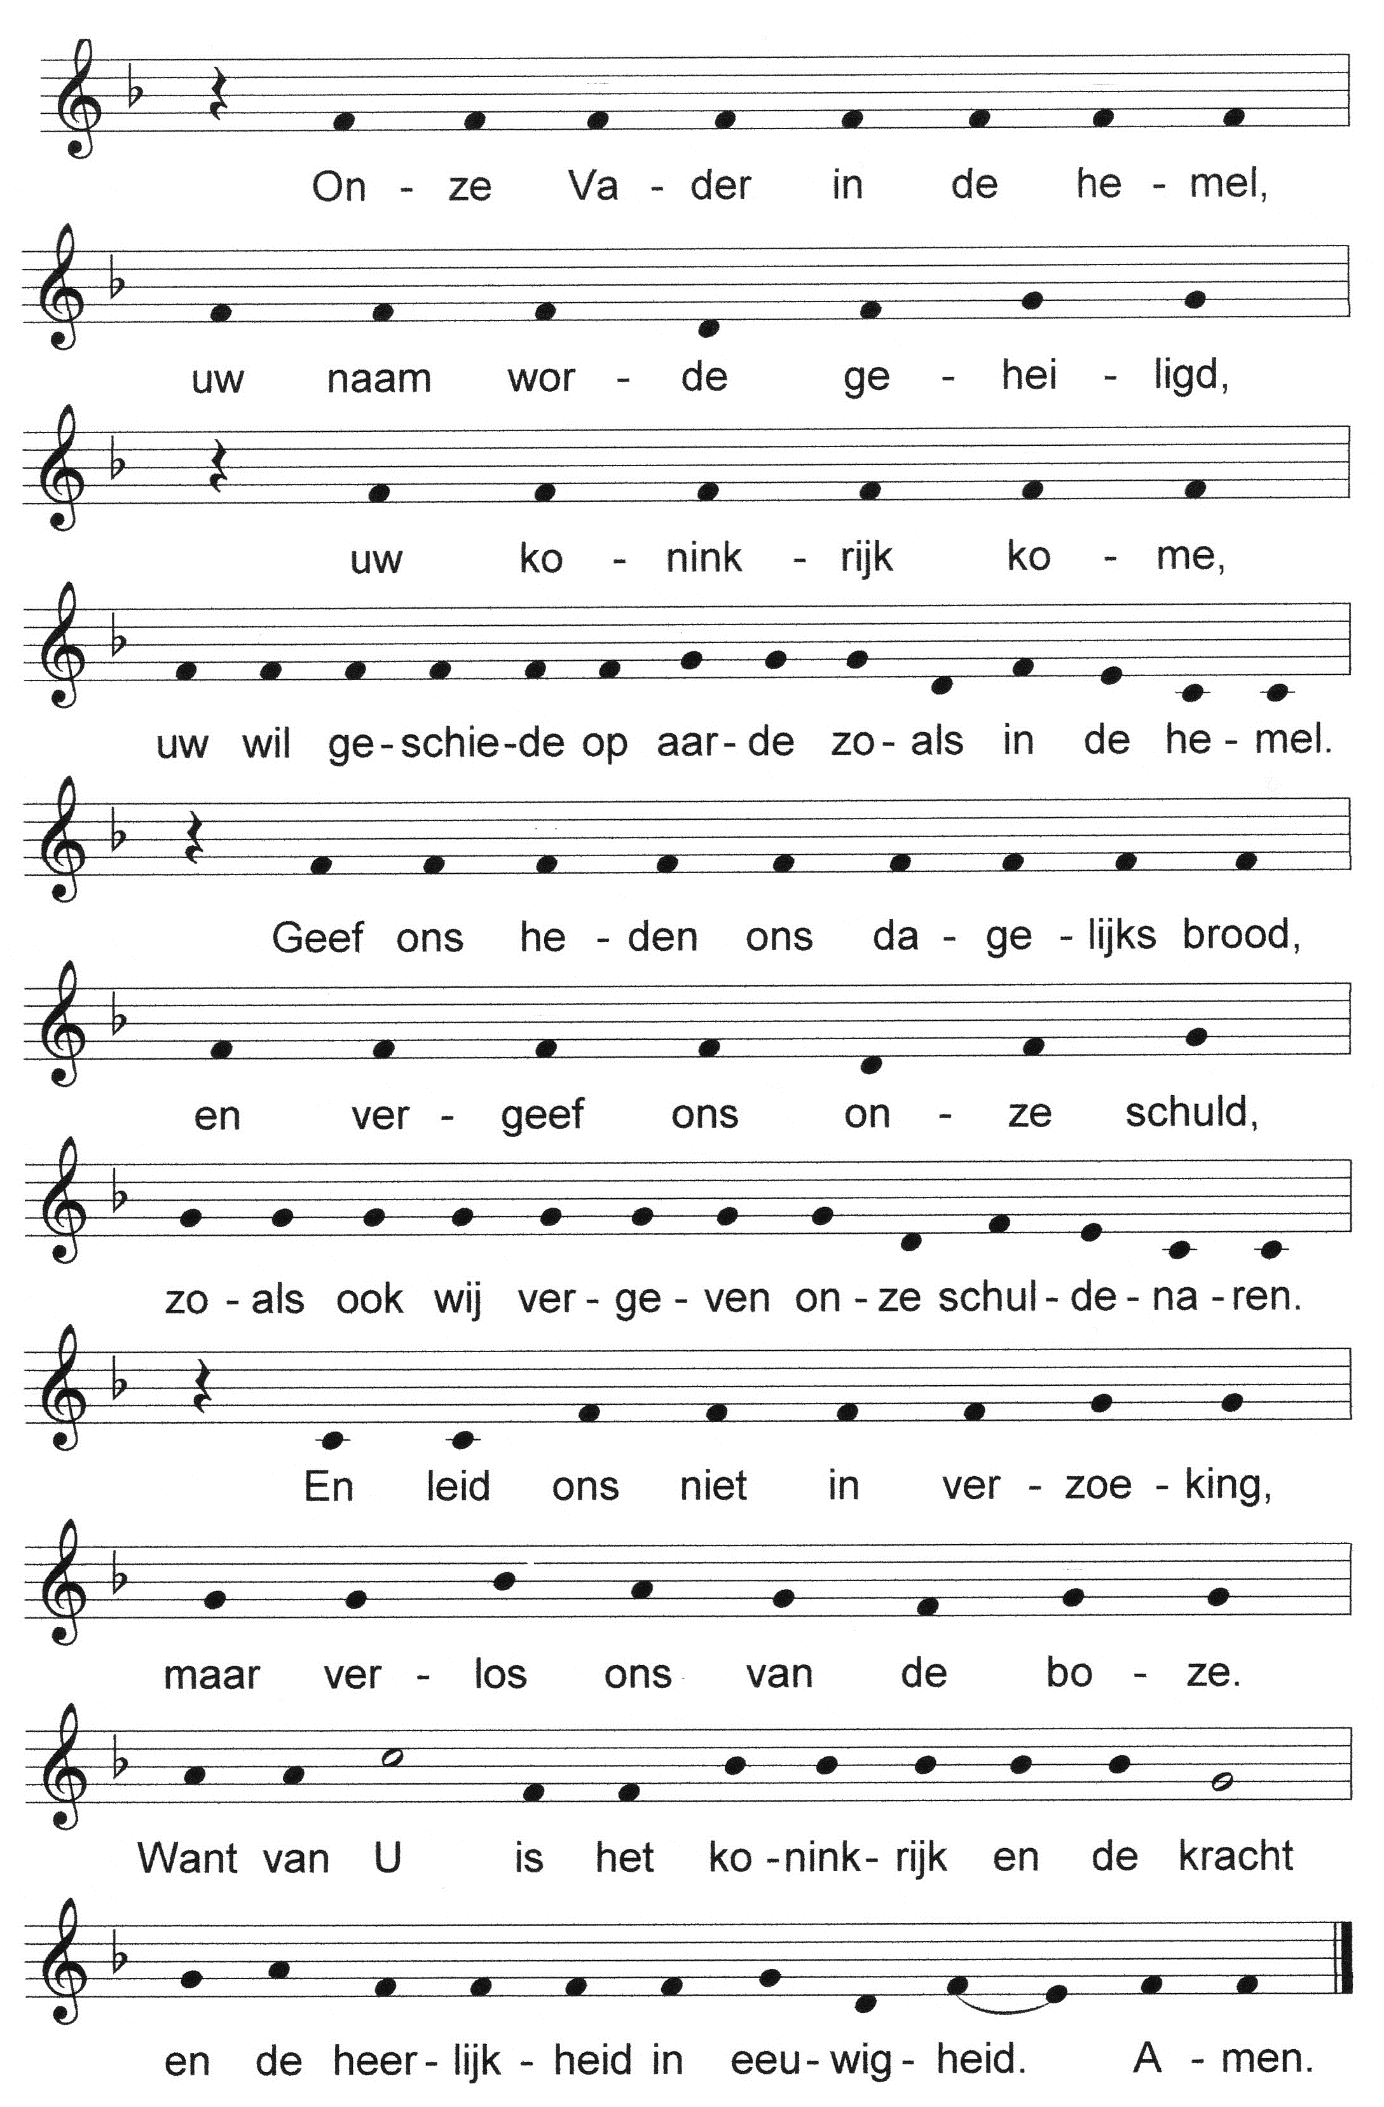 On - ze Va - der in de he - mel,
uw naam wor - de ge - hei - ligd,
uw ko - nink - rijk ko - me,
uw wil ge - schie - de op aar - de zo - als in de he - mel.
Geef ons he - den ons da - ge - lijks brood,
en ver - geef ons on - ze schuld,
zo - als ook wij ver - ge - ven on - ze schul - de - na - ren.
En leid ons niet in ver - zoe - king,
maar ver - los ons van de bo - ze.
Want van U is het ko - nink - rijk en de kracht
en de heer - lijk - heid in eeu - wig - heid. A - men.